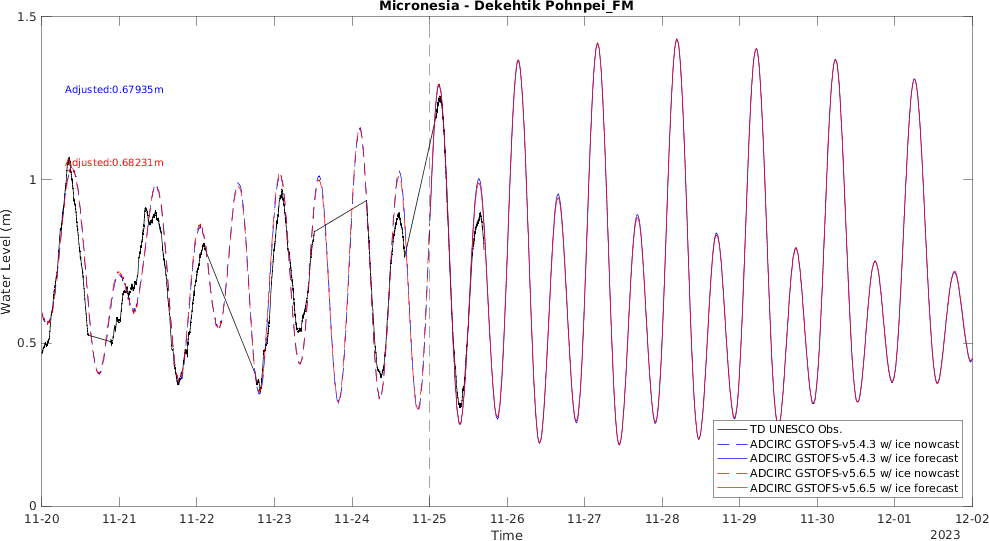 Micronesia - Dekehtik Pohnpei_FM
1.5
1
0.5
0
Water Level (m)
Adjusted:0.67935m
Adjusted:0.68231m
TD UNESCO Obs.
ADCIRC GSTOFS-v5.4.3 w/ ice nowcast
ADCIRC GSTOFS-v5.4.3 w/ ice forecast
ADCIRC GSTOFS-v5.6.5 w/ ice nowcast
ADCIRC GSTOFS-v5.6.5 w/ ice forecast
11-20 11-21 11-22 11-23 11-24 11-25 11-26 11-27 11-28 11-29 11-30 12-01 12-02
Time
2023